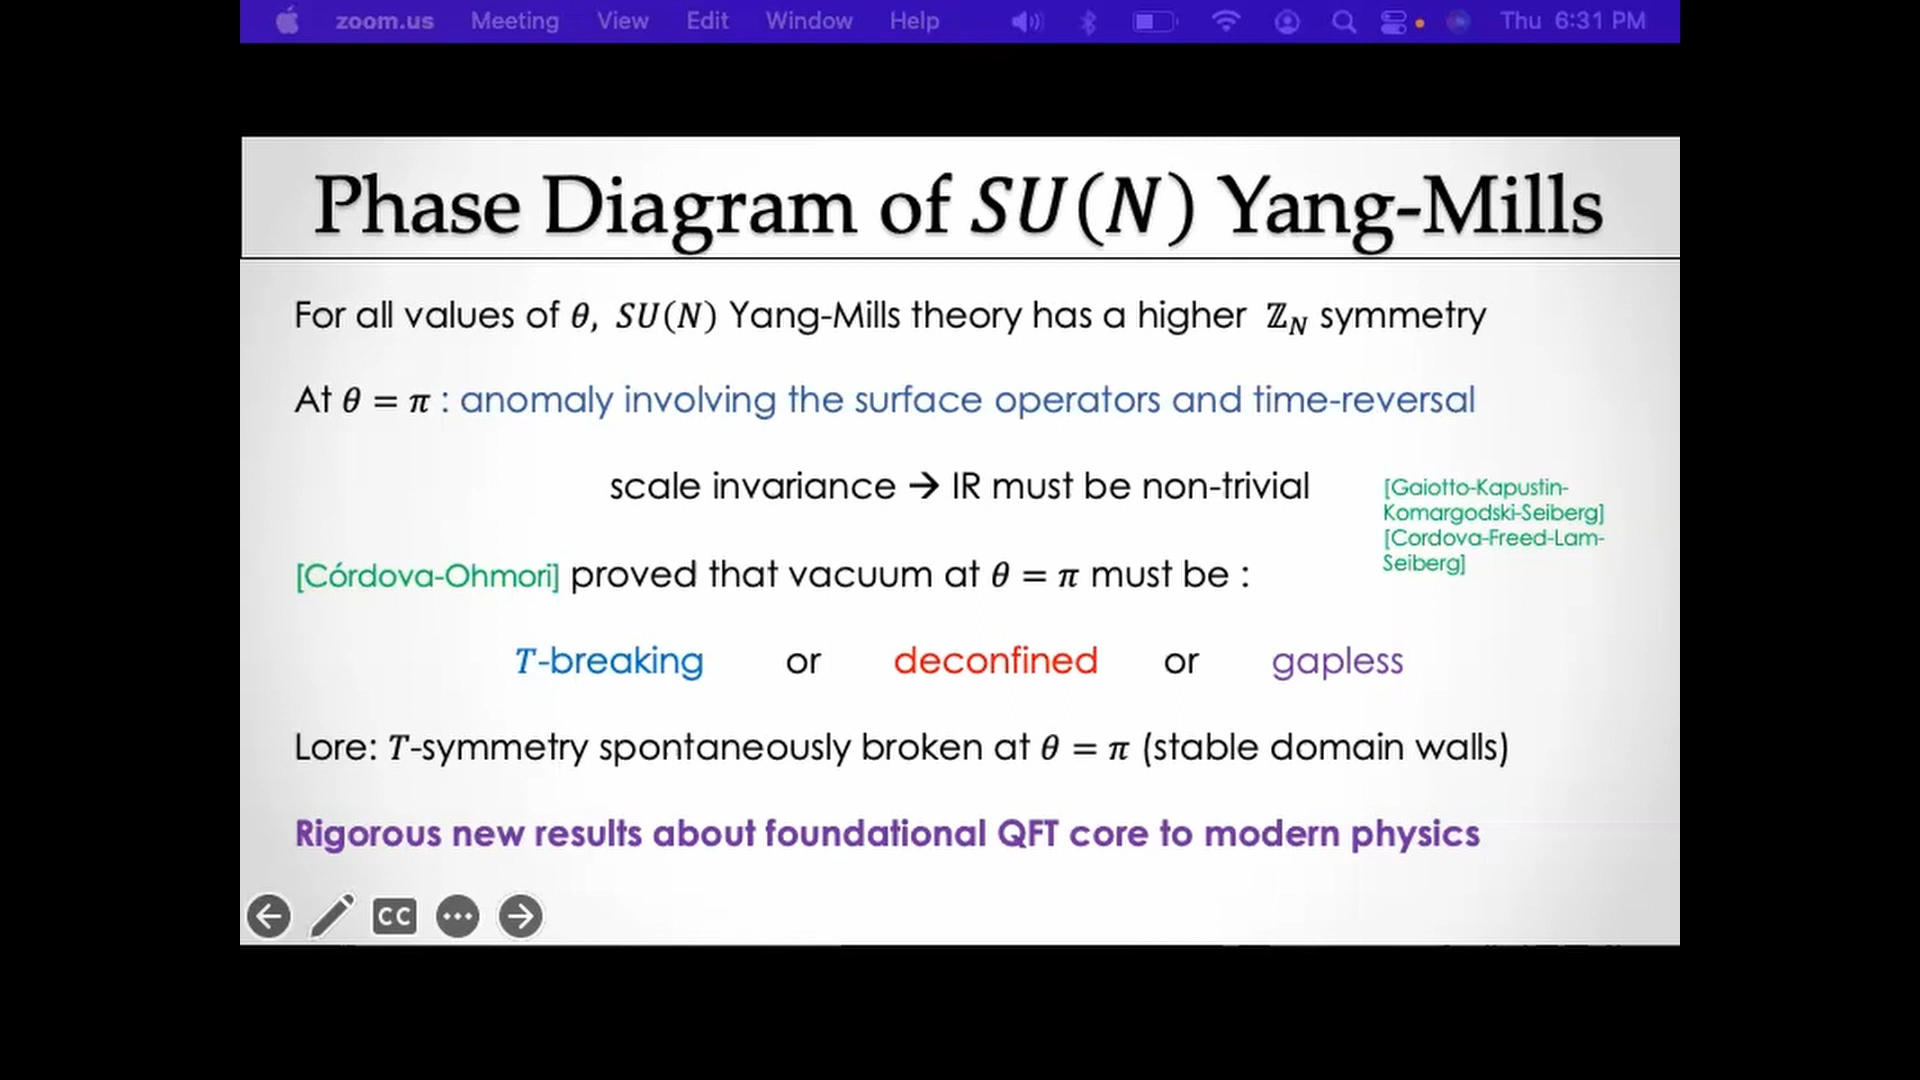 zoom.us Meeting View Edit Window Help Thu 6:31 PM
Phase Diagram of SU(N) Yang-Mills
For all values of θ, SU(N) Yang-Mills theory has a higher ℤ_N symmetry
At θ = π : anomaly involving the surface operators and time-reversal
scale invariance → IR must be non-trivial
[Gaiotto-Kapustin-
Komargodski-Seiberg]
[Cordova-Freed-Lam-
Seiberg]
[Córdova-Ohmori] proved that vacuum at θ = π must be :
T-breaking or deconfined or gapless
Lore: T-symmetry spontaneously broken at θ = π (stable domain walls)
Rigorous new results about foundational QFT core to modern physics
CC